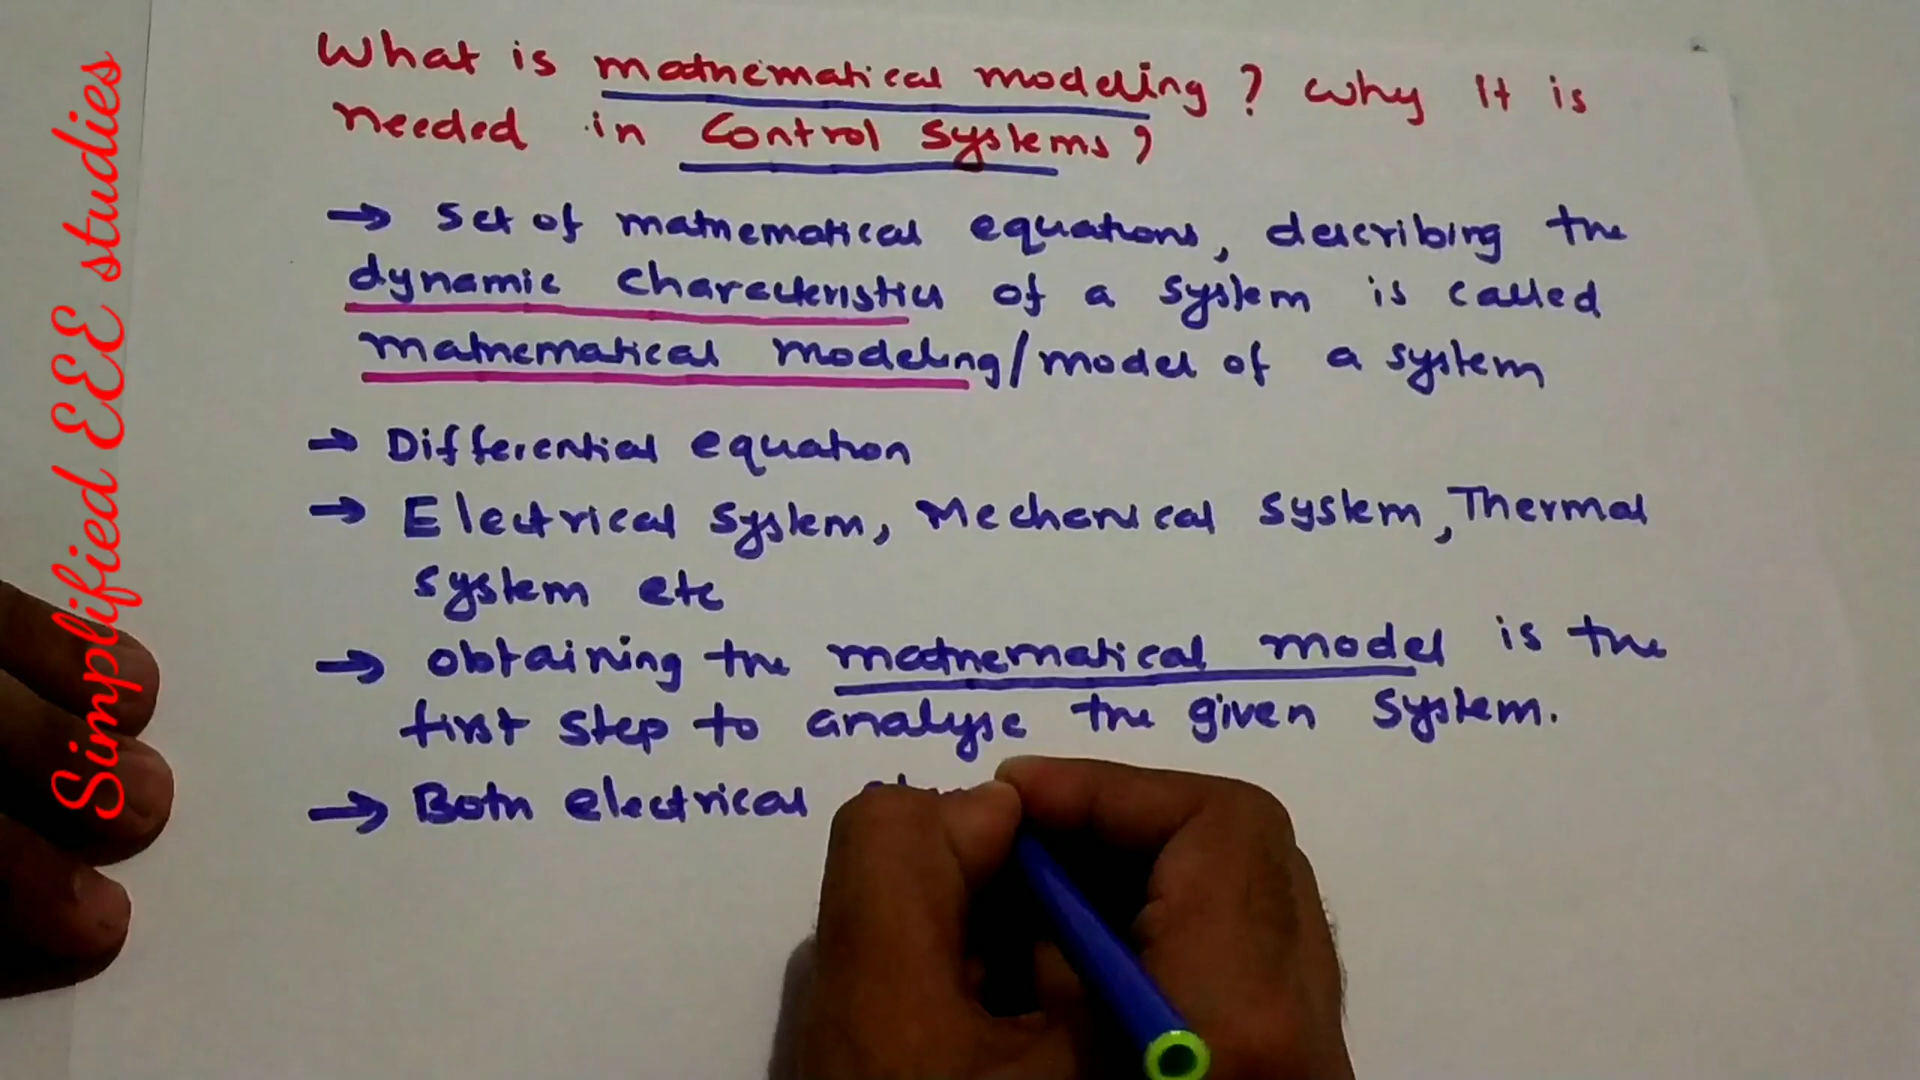 Simplified EEE studies
What is mathematical modeling ? Why It is
needed in Control Systems ?
→ Set of mathematical equations, describing the
dynamic characteristics of a system is called
mathematical modeling/model of a system
→ Differential equation
→ Electrical system, Mechanical system, Thermal
system etc
→ obtaining the mathematical model is the
first step to analyse the given system.
→ Both electrical